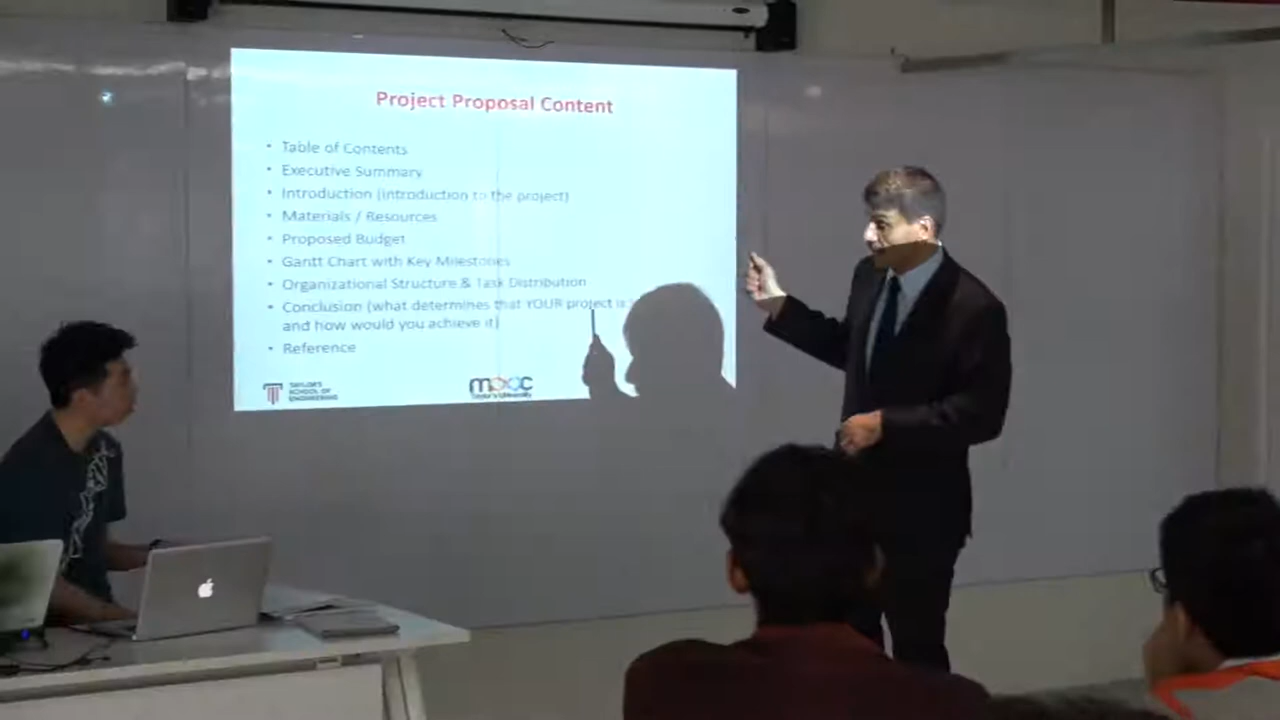 Project Proposal Content
• Table of Contents
• Executive Summary
• Introduction (introduction to the project)
• Materials / Resources
• Proposed Budget
• Gantt Chart with Key Milestones
• Organizational Structure & Task Distribution
• Conclusion (what determines that YOUR project is
and how would you achieve it)
• Reference
TAYLOR'S
SCHOOL OF
ENGINEERING
mooc
Taylor's University